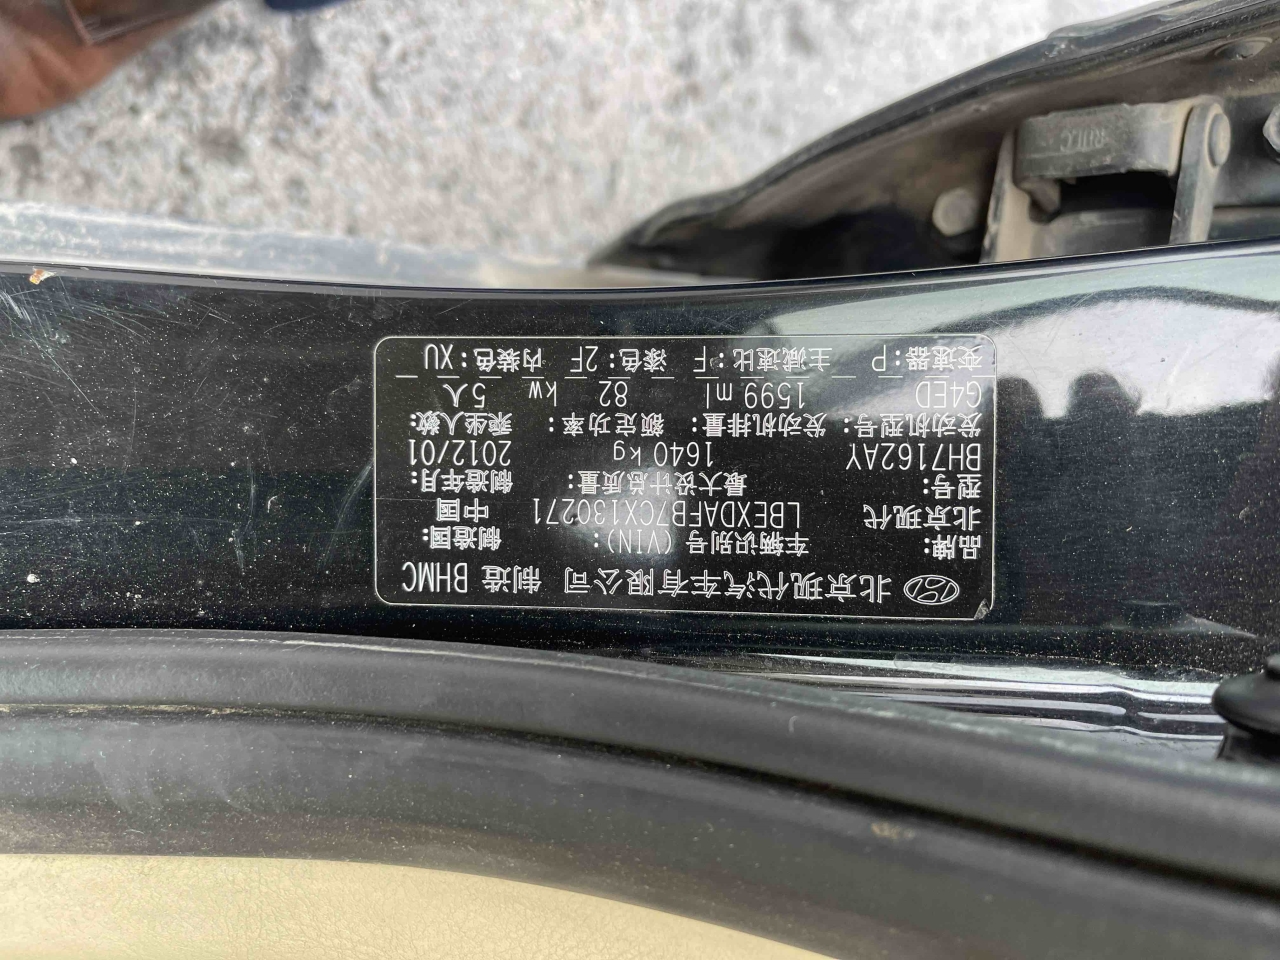 北京现代汽车有限公司 制造 BHMC
品牌: 车辆识别号 (VIN): 制造国:
北京现代 LBEXDAFB7CX130271 中国
型号: 最大设计总质量: 制造年月:
BH7162AY 1640 kg 2012/01
发动机型号: 发动机排量: 额定功率: 乘坐人数:
G4ED 1599 ml 82 kw 5 人
变速器: P 主减速比: F 漆色: 2F 内装色: XU